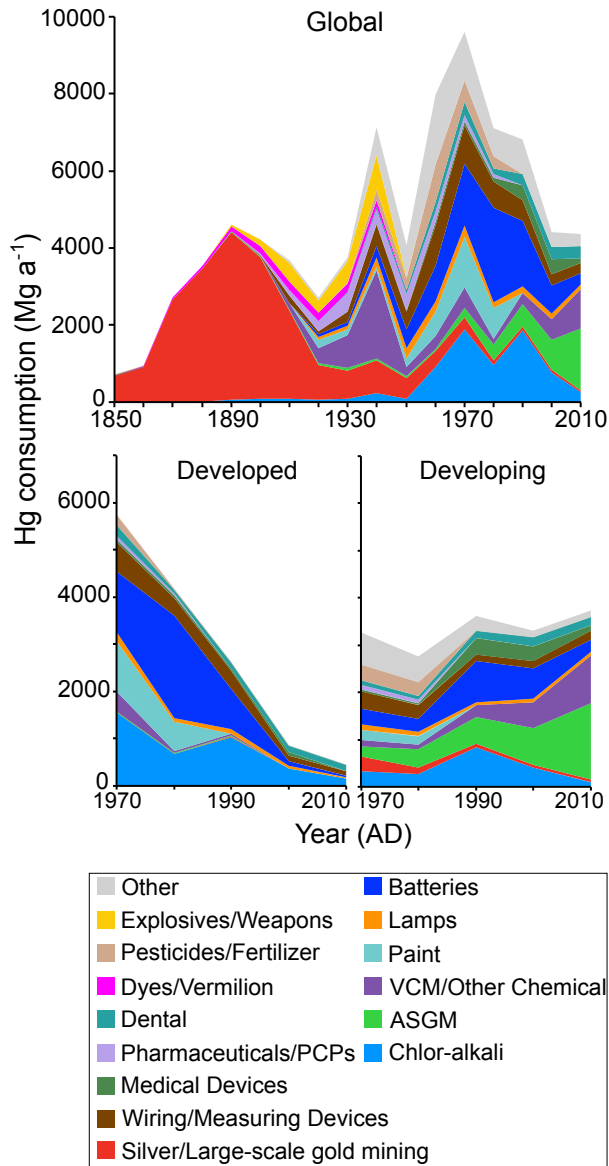 Global
10000
8000
6000
4000
2000
0
1850 1890 1930 1970 2010
Hg consumption (Mg a⁻¹)
Developed
Developing
6000
4000
2000
0
1970 1990 2010
1970 1990 2010
Year (AD)
Other
Explosives/Weapons
Pesticides/Fertilizer
Dyes/Vermilion
Dental
Pharmaceuticals/PCPs
Medical Devices
Wiring/Measuring Devices
Silver/Large-scale gold mining
Batteries
Lamps
Paint
VCM/Other Chemical
ASGM
Chlor-alkali